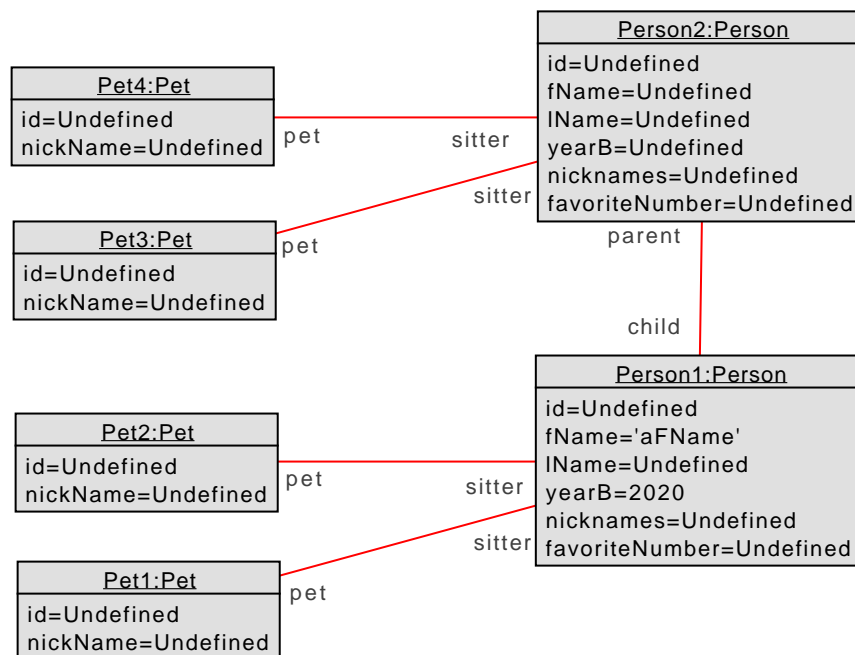 Pet4:Pet
id=Undefined
nickName=Undefined
pet
sitter
Person2:Person
id=Undefined
fName=Undefined
lName=Undefined
yearB=Undefined
nicknames=Undefined
favoriteNumber=Undefined
Pet3:Pet
id=Undefined
nickName=Undefined
pet
sitter
parent
child
Person1:Person
id=Undefined
fName='aFName'
lName=Undefined
yearB=2020
nicknames=Undefined
favoriteNumber=Undefined
Pet2:Pet
id=Undefined
nickName=Undefined
pet
sitter
sitter
Pet1:Pet
id=Undefined
nickName=Undefined
pet